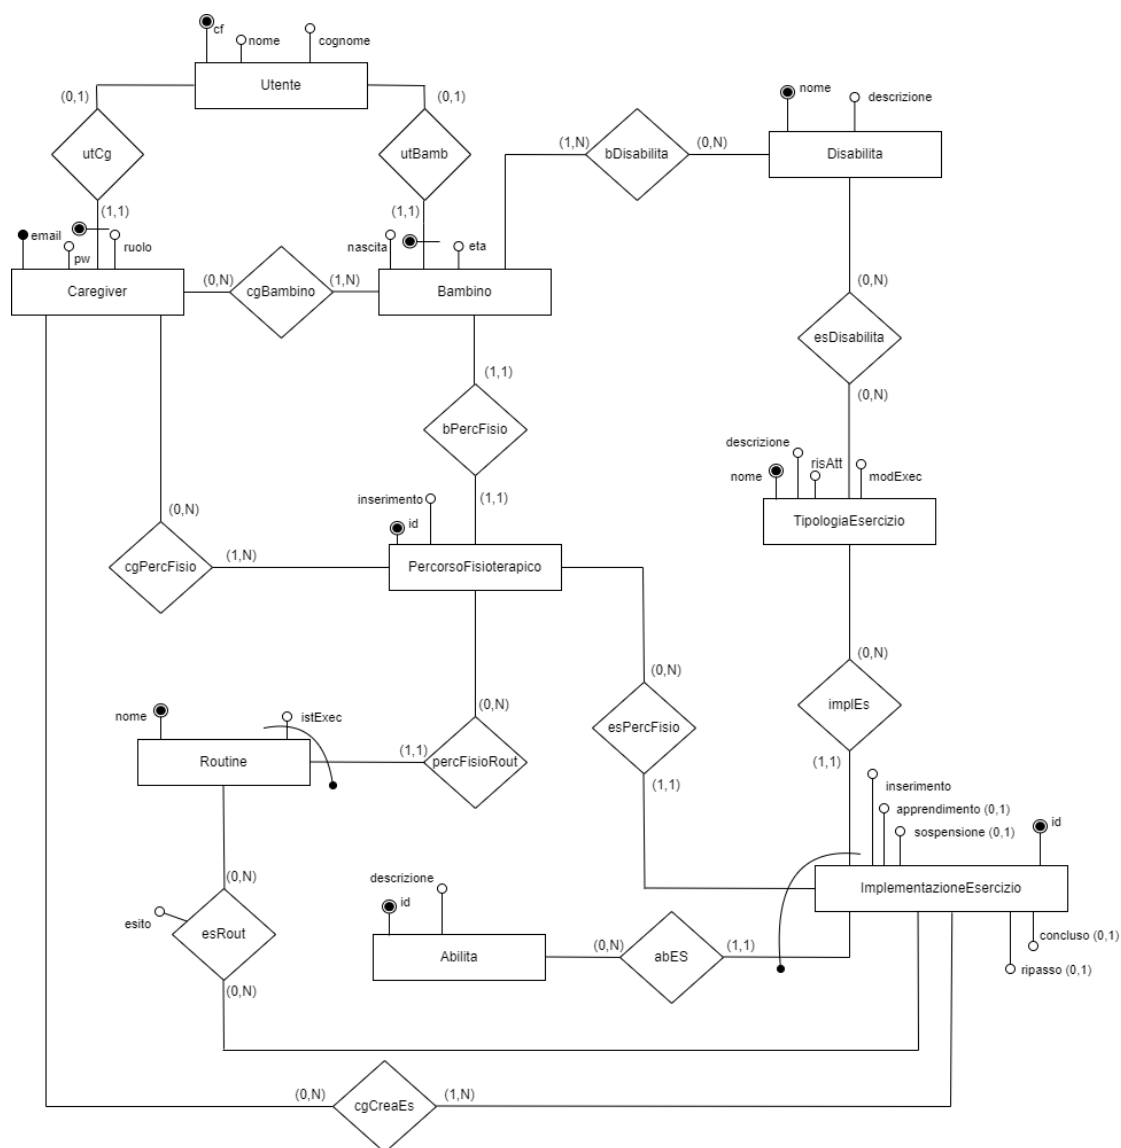 cf
nome
cognome
Utente
(0,1)
(0,1)
utCg
utBamb
(1,1)
(1,1)
email
pw
ruolo
Caregiver
(0,N)
cgBambino
(1,N)
nascita
eta
Bambino
(1,N)
bDisabilita
(0,N)
nome
descrizione
Disabilita
(0,N)
esDisabilita
(0,N)
(1,1)
bPercFisio
(1,1)
descrizione
risAtt
nome
modExec
TipologiaEsercizio
inserimento
id
PercorsoFisioterapico
(0,N)
cgPercFisio
(1,N)
(0,N)
esPercFisio
(1,1)
(0,N)
implEs
(1,1)
(0,N)
percFisioRout
(1,1)
nome
istExec
Routine
inserimento
apprendimento (0,1)
sospensione (0,1)
id
ImplementazioneEsercizio
concluso (0,1)
ripasso (0,1)
(0,N)
esito
esRout
(0,N)
descrizione
id
Abilita
(0,N)
abES
(1,1)
(0,N)
cgCreaEs
(1,N)